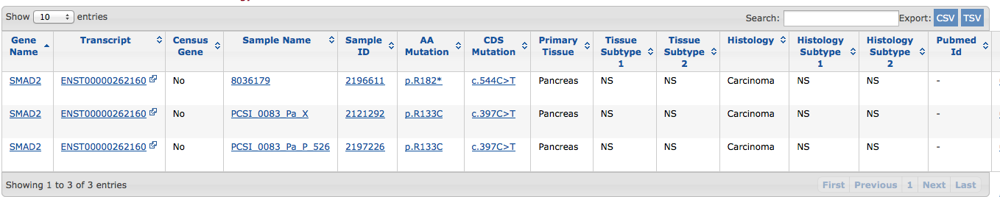 Show 10 entries Search: Export: CSV TSV
Gene Name Transcript Census Gene Sample Name Sample ID AA Mutation CDS Mutation Primary Tissue Tissue Subtype 1 Tissue Subtype 2 Histology Histology Subtype 1 Histology Subtype 2 Pubmed Id
SMAD2 ENST00000262160 No 8036179 2196611 p.R182* c.544C>T Pancreas NS NS Carcinoma NS NS -
SMAD2 ENST00000262160 No PCSI_0083_Pa_X 2121292 p.R133C c.397C>T Pancreas NS NS Carcinoma NS NS -
SMAD2 ENST00000262160 No PCSI_0083_Pa_P_526 2197226 p.R133C c.397C>T Pancreas NS NS Carcinoma NS NS -
Showing 1 to 3 of 3 entries First Previous 1 Next Last